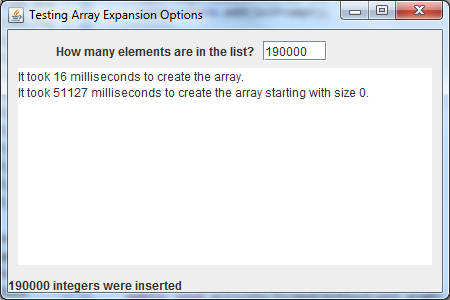 Testing Array Expansion Options
How many elements are in the list? 190000
It took 16 milliseconds to create the array.
It took 51127 milliseconds to create the array starting with size 0.
190000 integers were inserted